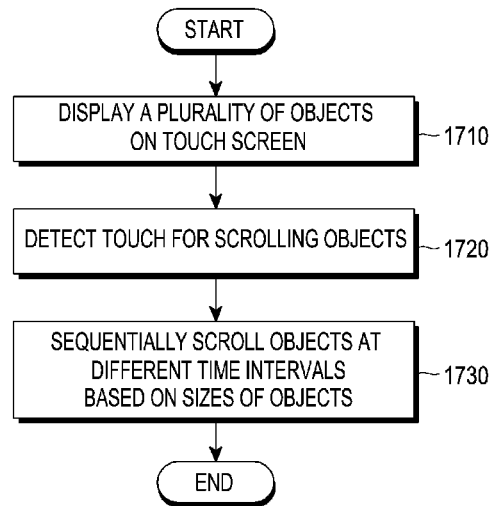 START
DISPLAY A PLURALITY OF OBJECTS
ON TOUCH SCREEN
1710
DETECT TOUCH FOR SCROLLING OBJECTS
1720
SEQUENTIALLY SCROLL OBJECTS AT
DIFFERENT TIME INTERVALS
BASED ON SIZES OF OBJECTS
1730
END